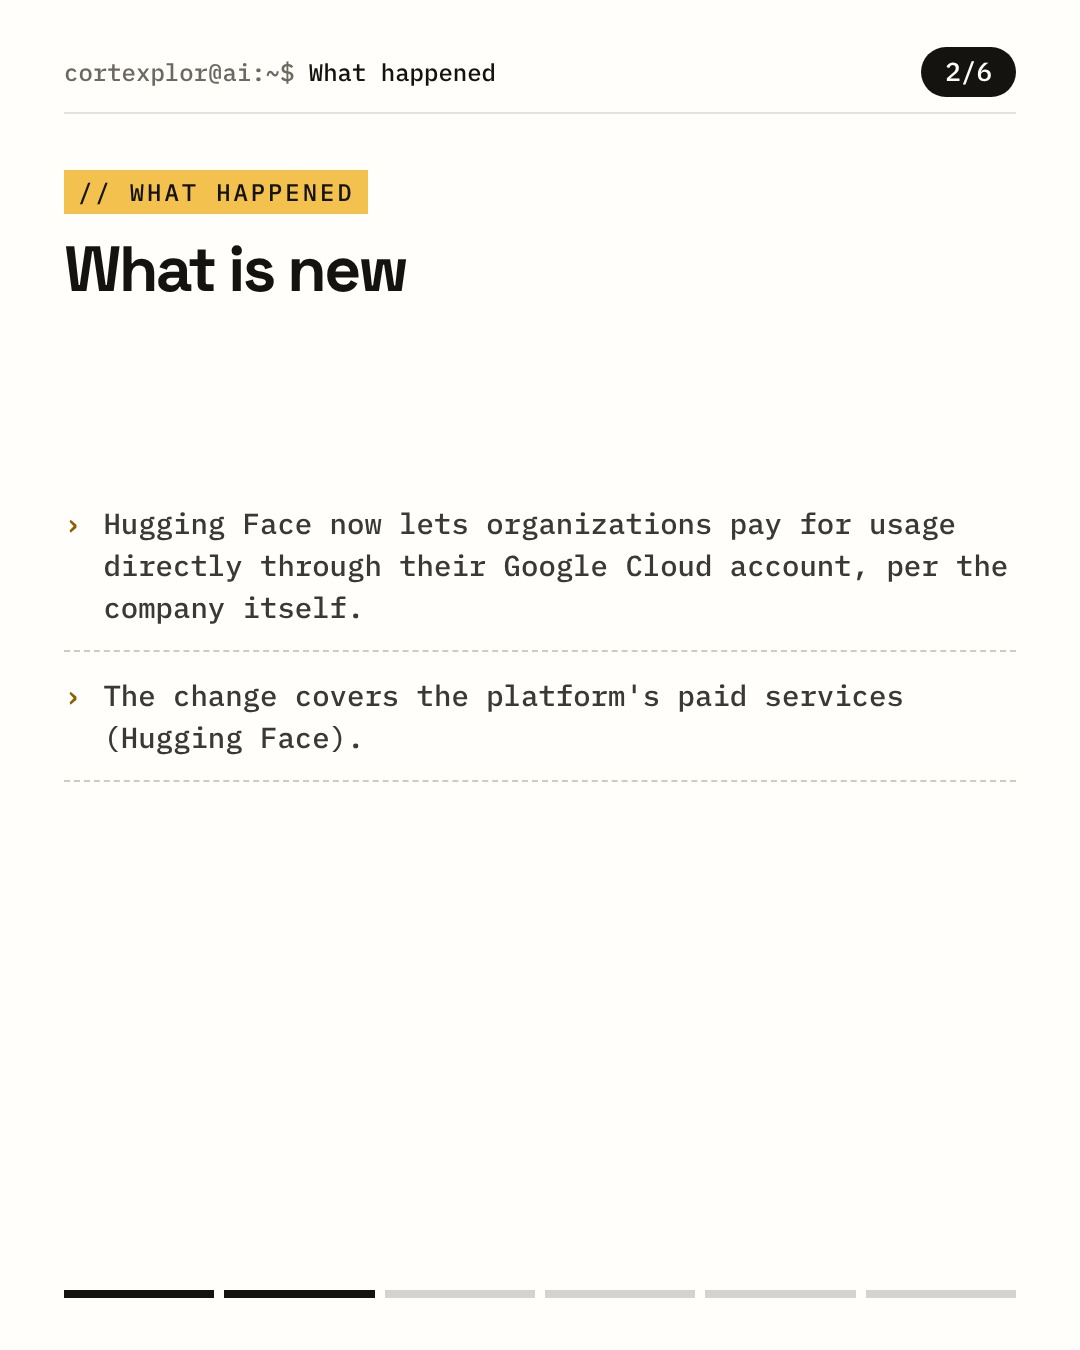 cortexplor@ai:~$ What happened
2/6
// WHAT HAPPENED
What is new
› Hugging Face now lets organizations pay for usage
directly through their Google Cloud account, per the
company itself.
› The change covers the platform's paid services
(Hugging Face).